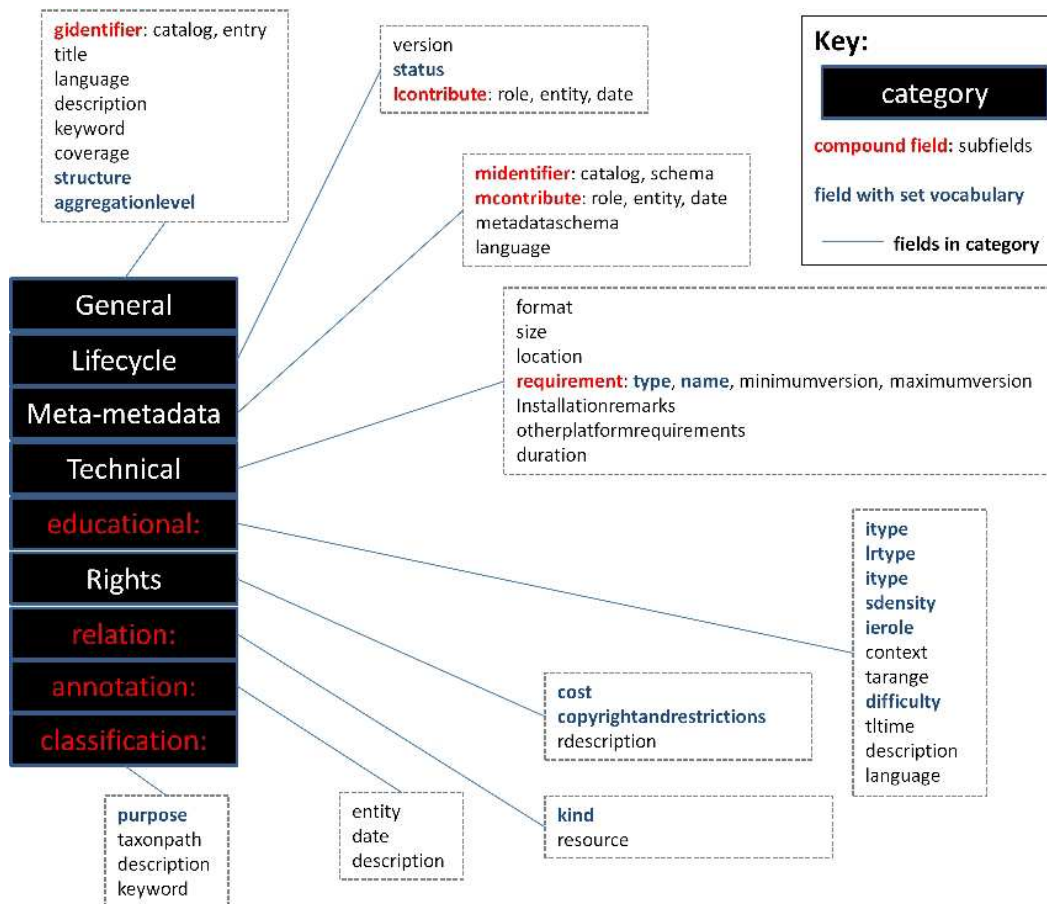 gidentifier: catalog, entry
title
language
description
keyword
coverage
structure
aggregationlevel
version
status
lcontribute: role, entity, date
Key:
category
compound field: subfields
field with set vocabulary
fields in category
midentifier: catalog, schema
mcontribute: role, entity, date
metadataschema
language
General
Lifecycle
Meta-metadata
Technical
educational:
Rights
relation:
annotation:
classification:
format
size
location
requirement: type, name, minimumversion, maximumversion
Installationremarks
otherplatformrequirements
duration
itype
lrtype
itype
sdensity
ierole
context
tarange
difficulty
tltime
description
language
cost
copyrightandrestrictions
rdescription
kind
resource
entity
date
description
purpose
taxonpath
description
keyword